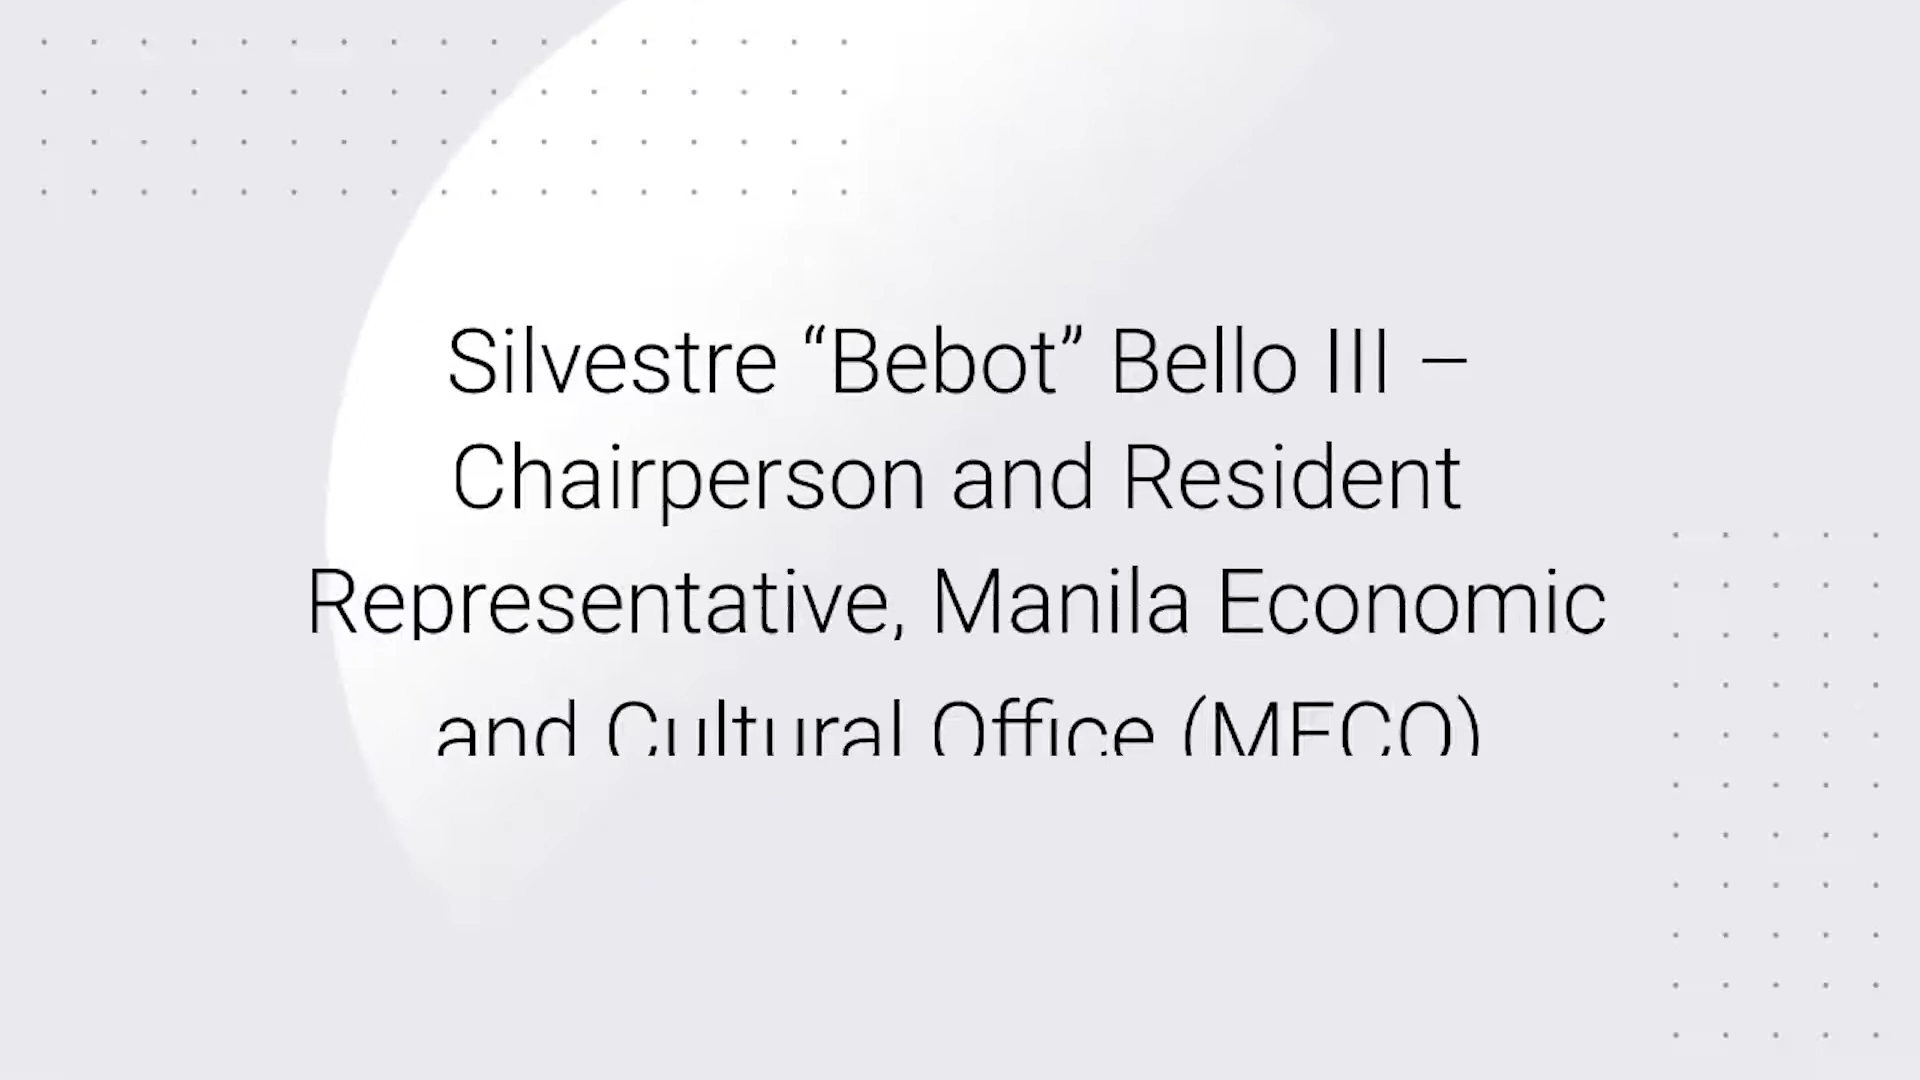 Silvestre “Bebot” Bello III –
Chairperson and Resident
Representative, Manila Economic
and Cultural Office (MECO)